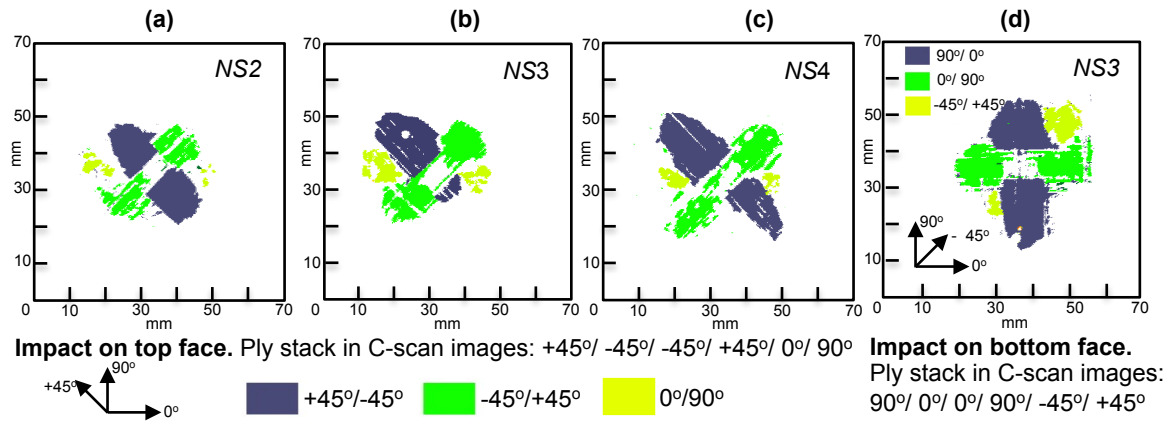 (a) (b) (c) (d)
70 70 70 70
NS2 NS3 NS4 NS3
90º/ 0º
0º/ 90º
-45º/ +45º
50 50 50 50
mm mm mm mm
30 30 30 30
90º
- 45º
0º
10 10 10 10
0 10 30 50 70 0 10 30 50 70 0 10 30 50 70 0 10 30 50 70
mm mm mm mm
Impact on top face. Ply stack in C-scan images: +45º/ -45º/ -45º/ +45º/ 0º/ 90º
+45º 90º 0º
+45º/-45º -45º/+45º 0º/90º
Impact on bottom face.
Ply stack in C-scan images:
90º/ 0º/ 0º/ 90º/ -45º/ +45º